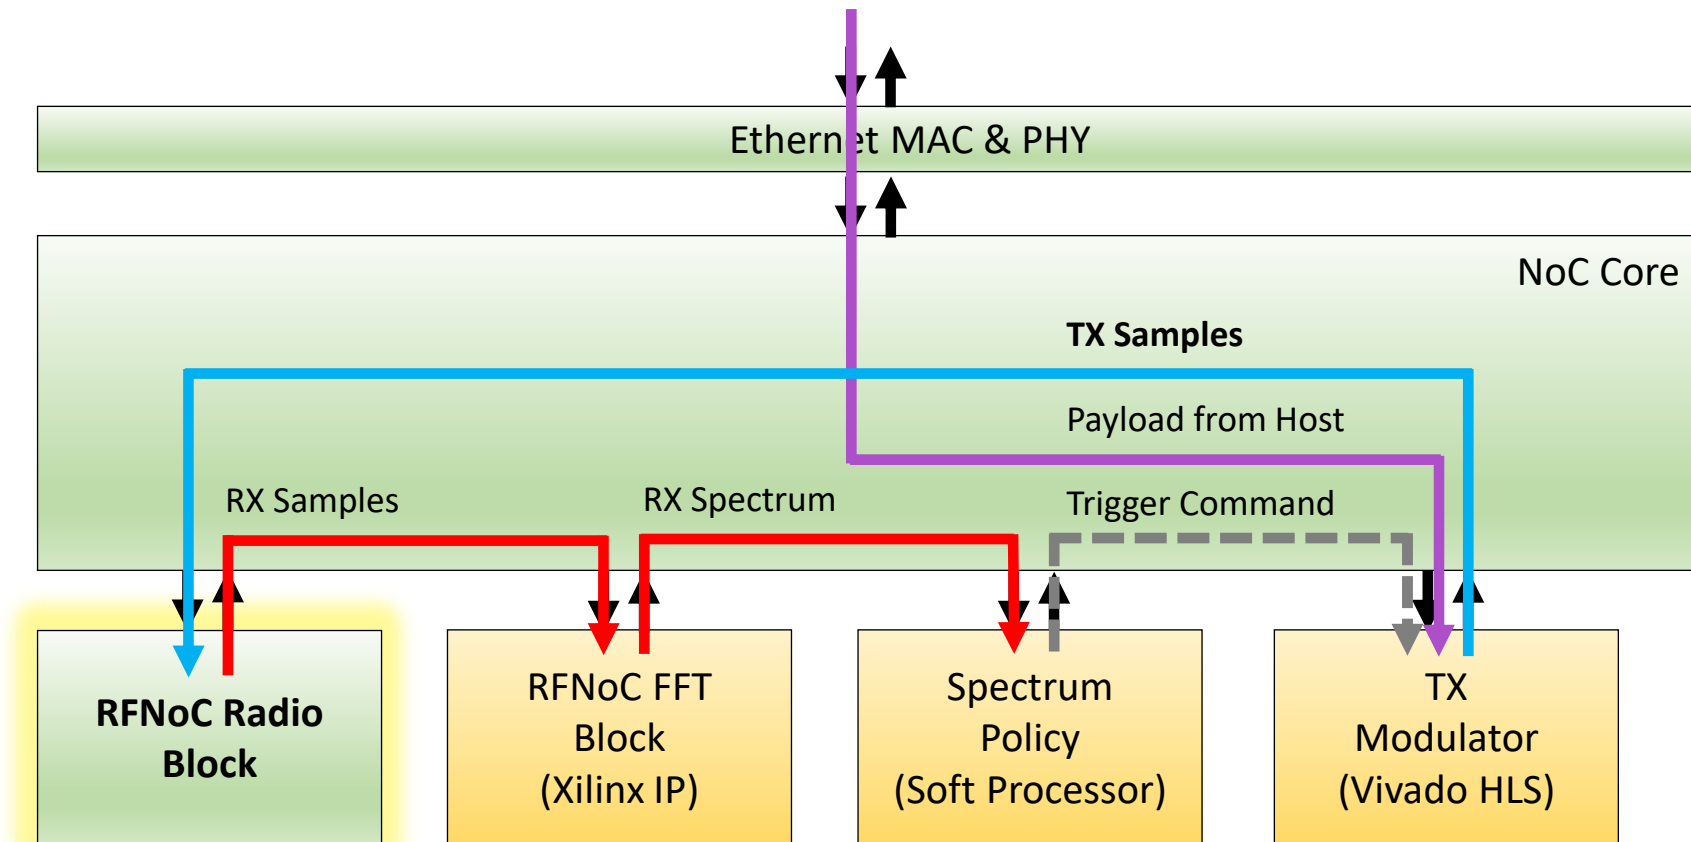 Ethernet MAC & PHY
NoC Core
TX Samples
Payload from Host
RX Samples
RX Spectrum
Trigger Command
RFNoC Radio
Block
RFNoC FFT
Block
(Xilinx IP)
Spectrum
Policy
(Soft Processor)
TX
Modulator
(Vivado HLS)